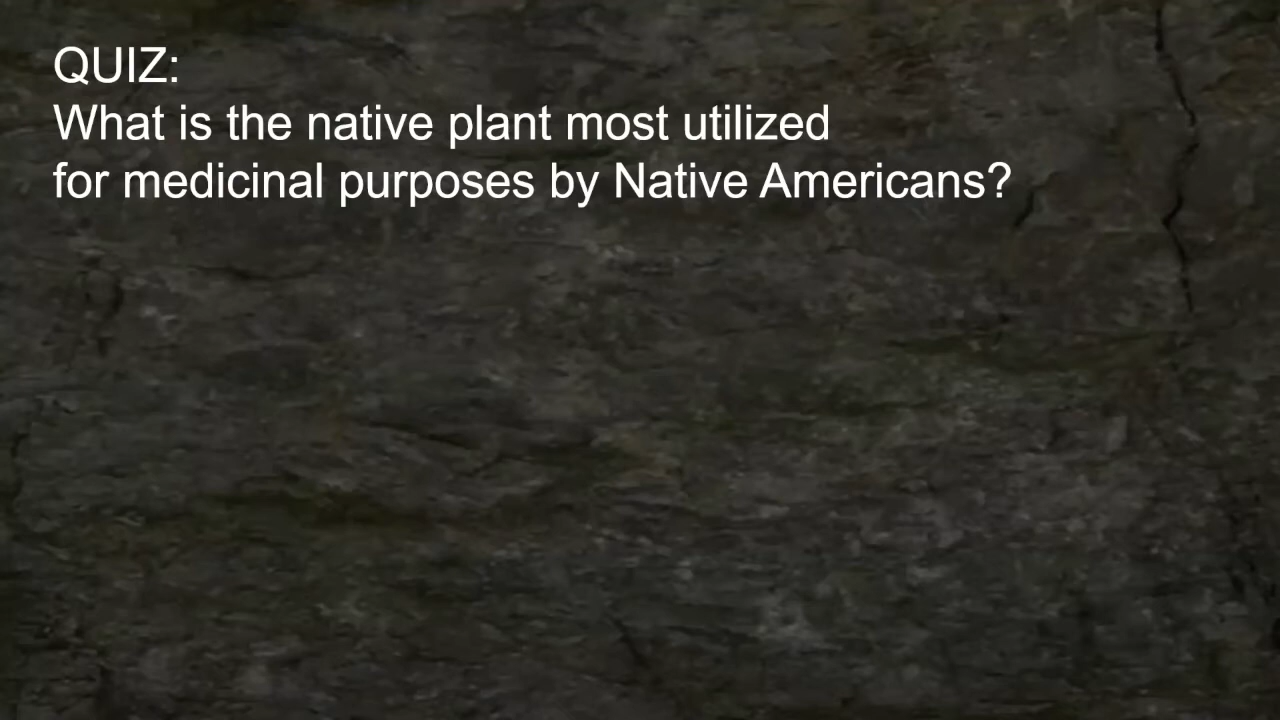 QUIZ:
What is the native plant most utilized
for medicinal purposes by Native Americans?